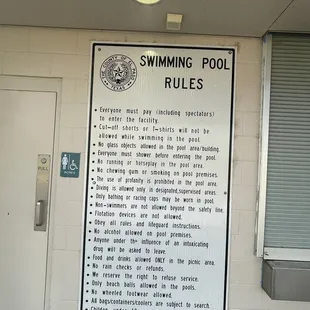 SWIMMING POOL
RULES
• Everyone must pay (including spectators)
to enter the facility.
• Cut-off shorts or T-shirts will not be
allowed while swimming in the pool.
• No glass objects allowed in the pool area/building.
• Everyone must shower before entering the pool.
• No running or horseplay in the pool area.
• No chewing gum or smoking on pool premises.
• The use of profanity is prohibited in the pool area.
• Diving is allowed only in designated, supervised areas
• Only bathing or racing caps may be worn in pool.
• Non-swimmers are not allowed beyond the safety line.
• Flotation devices are not allowed.
• Obey all rules and lifeguard instructions.
• No alcohol allowed on pool premises.
• Anyone under the influence of an intoxicating
drug will be asked to leave.
• Food and drinks allowed ONLY in the picnic area.
• No rain checks or refunds.
• We reserve the right to refuse service.
• Only beach balls allowed in the pools.
• No wheeled footwear allowed.
• All bags/containers/coolers are subject to search.
• Children under